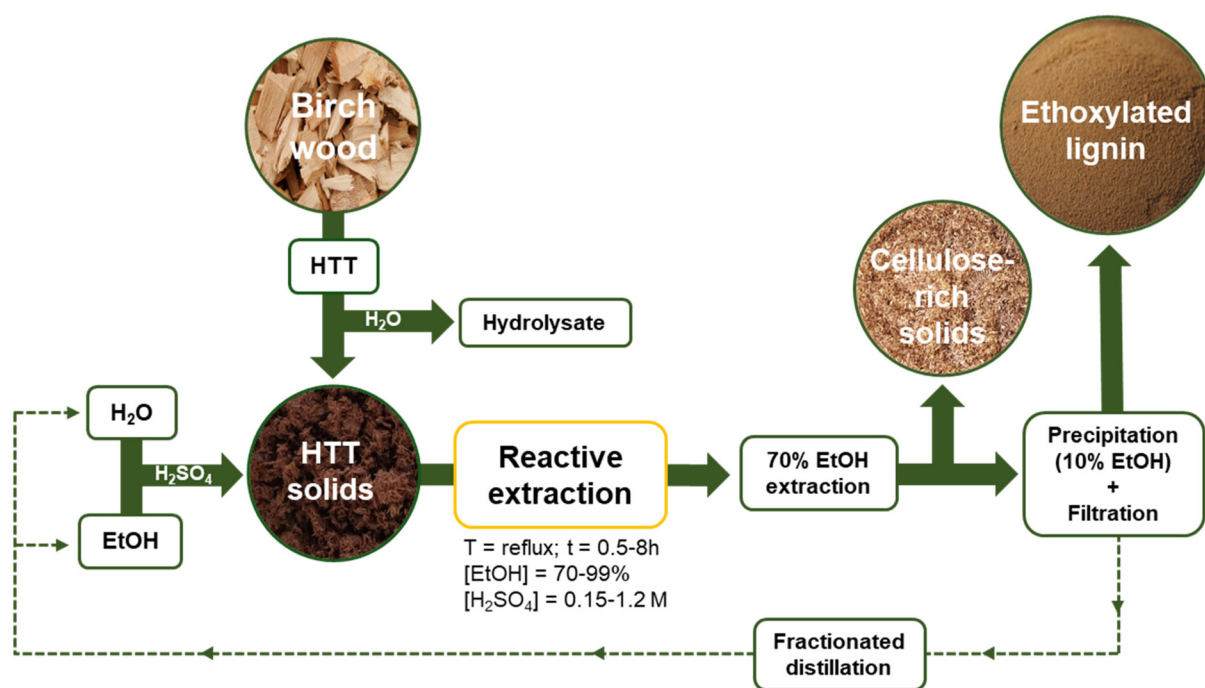 Birch
wood
Ethoxylated
lignin
HTT
Cellulose-
rich
solids
H₂O
Hydrolysate
H₂O
H₂SO₄
EtOH
HTT
solids
Reactive
extraction
T = reflux; t = 0.5-8h
[EtOH] = 70-99%
[H₂SO₄] = 0.15-1.2 M
70% EtOH
extraction
Precipitation
(10% EtOH)
+
Filtration
Fractionated
distillation